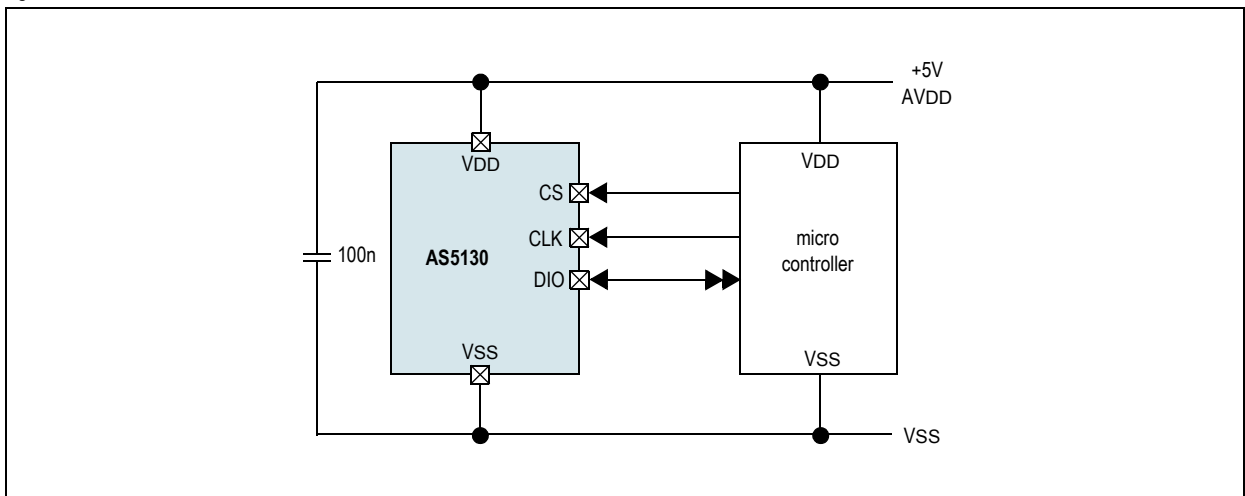 +5V
AVDD
VDD
VDD
CS
CLK
micro
controller
100n
AS5130
DIO
VSS
VSS
VSS